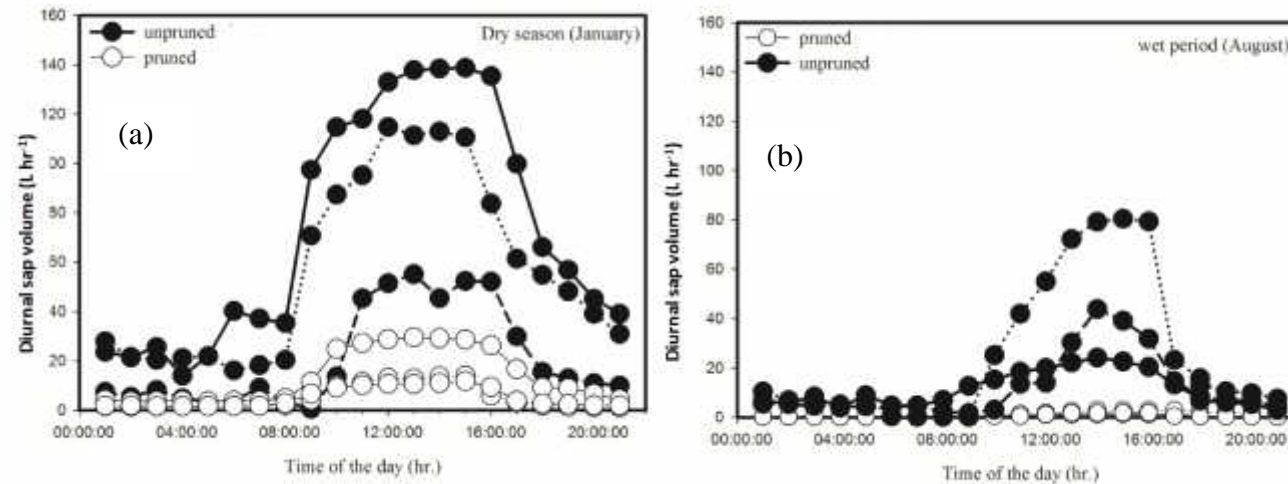 unpruned
pruned
Dry season (January)
(a)
Diurnal sap volume (L hr⁻¹)
160
140
120
100
80
60
40
20
0
00:00:00 04:00:00 08:00:00 12:00:00 16:00:00 20:00:00
Time of the day (hr.)
pruned
unpruned
wet period (August)
(b)
Diurnal sap volume (L hr⁻¹)
160
140
120
100
80
60
40
20
0
00:00:00 04:00:00 08:00:00 12:00:00 16:00:00 20:00:00
Time of the day (hr.)